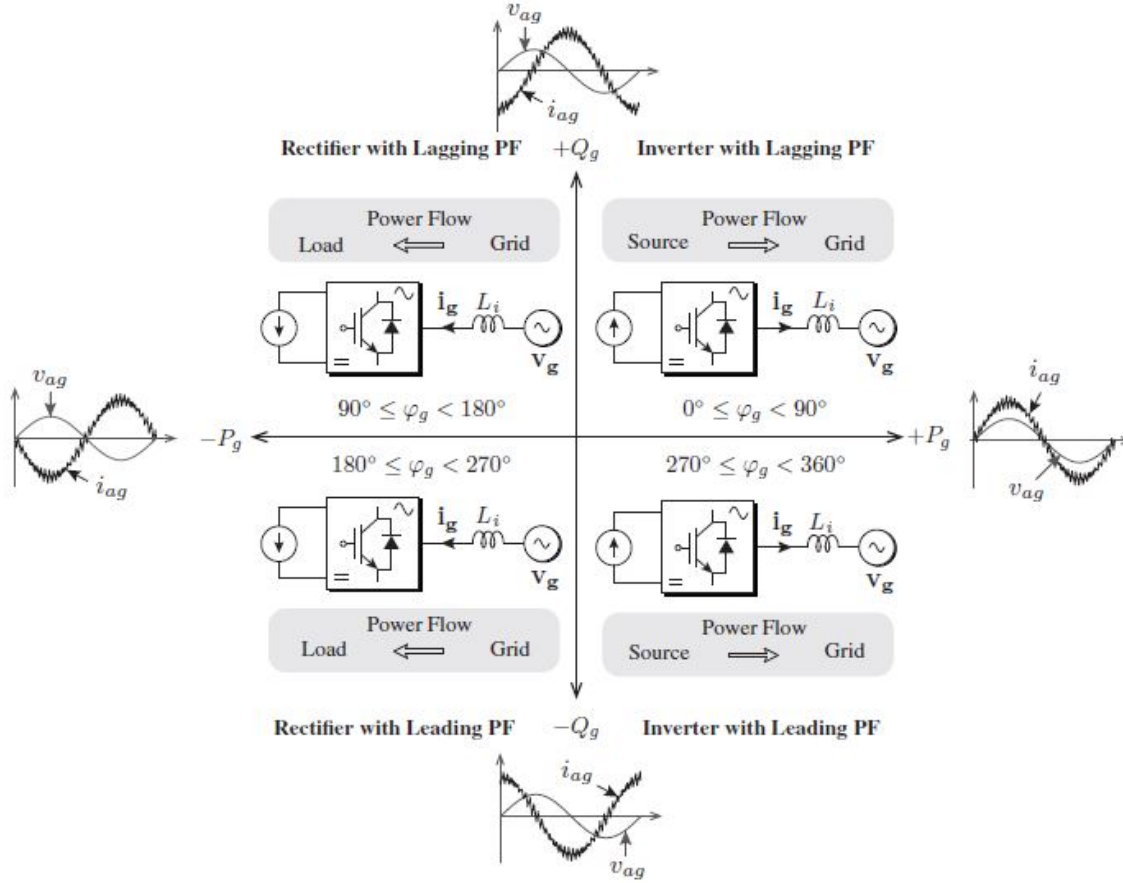 v_ag
i_ag
Rectifier with Lagging PF +Q_g Inverter with Lagging PF
Power Flow
Load Grid
Power Flow
Source Grid
i_g L_i
=
v_g
i_g L_i
=
v_g
v_ag
i_ag
90° ≤ φ_g < 180°
0° ≤ φ_g < 90°
−P_g
+P_g
i_ag
v_ag
180° ≤ φ_g < 270°
270° ≤ φ_g < 360°
i_g L_i
=
v_g
i_g L_i
=
v_g
Power Flow
Load Grid
Power Flow
Source Grid
Rectifier with Leading PF −Q_g Inverter with Leading PF
i_ag
v_ag